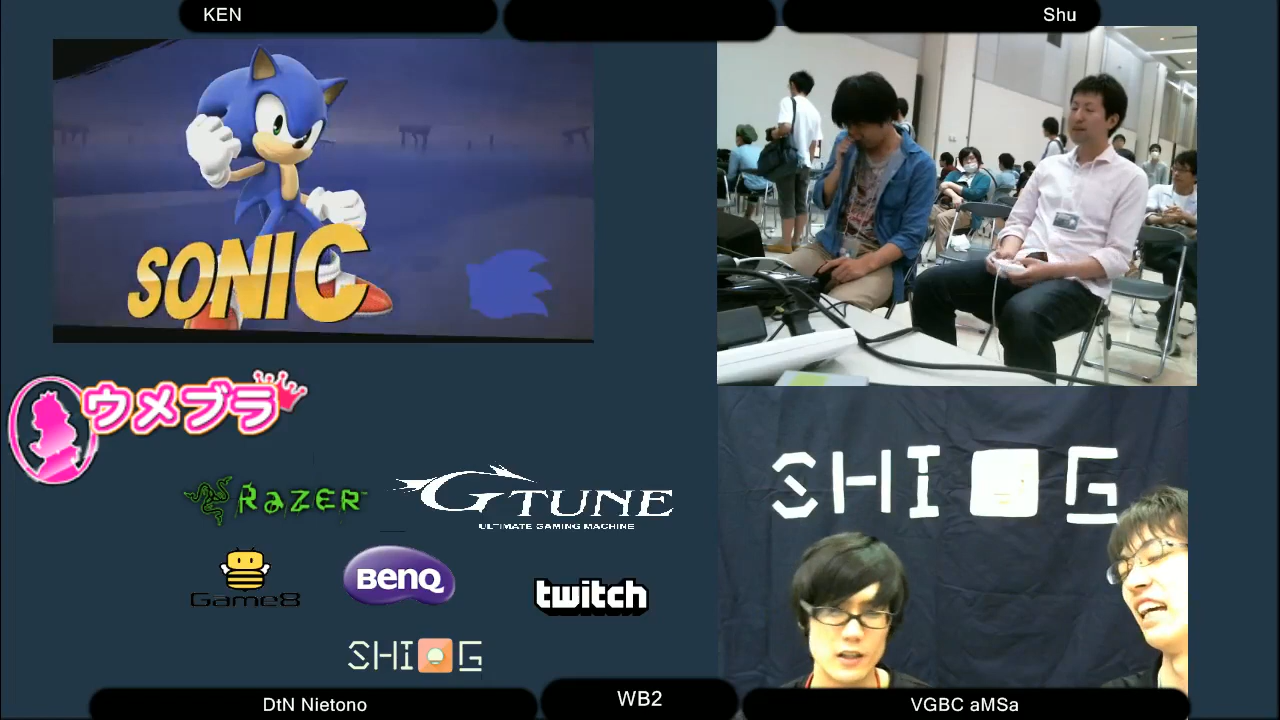 KEN
Shu
SONIC
ウメブラ
RAZER
GTUNE
ULTIMATE GAMING MACHINE
Game8
BenQ
twitch
SHIG
SHIG
DtN Nietono
WB2
VGBC aMSa